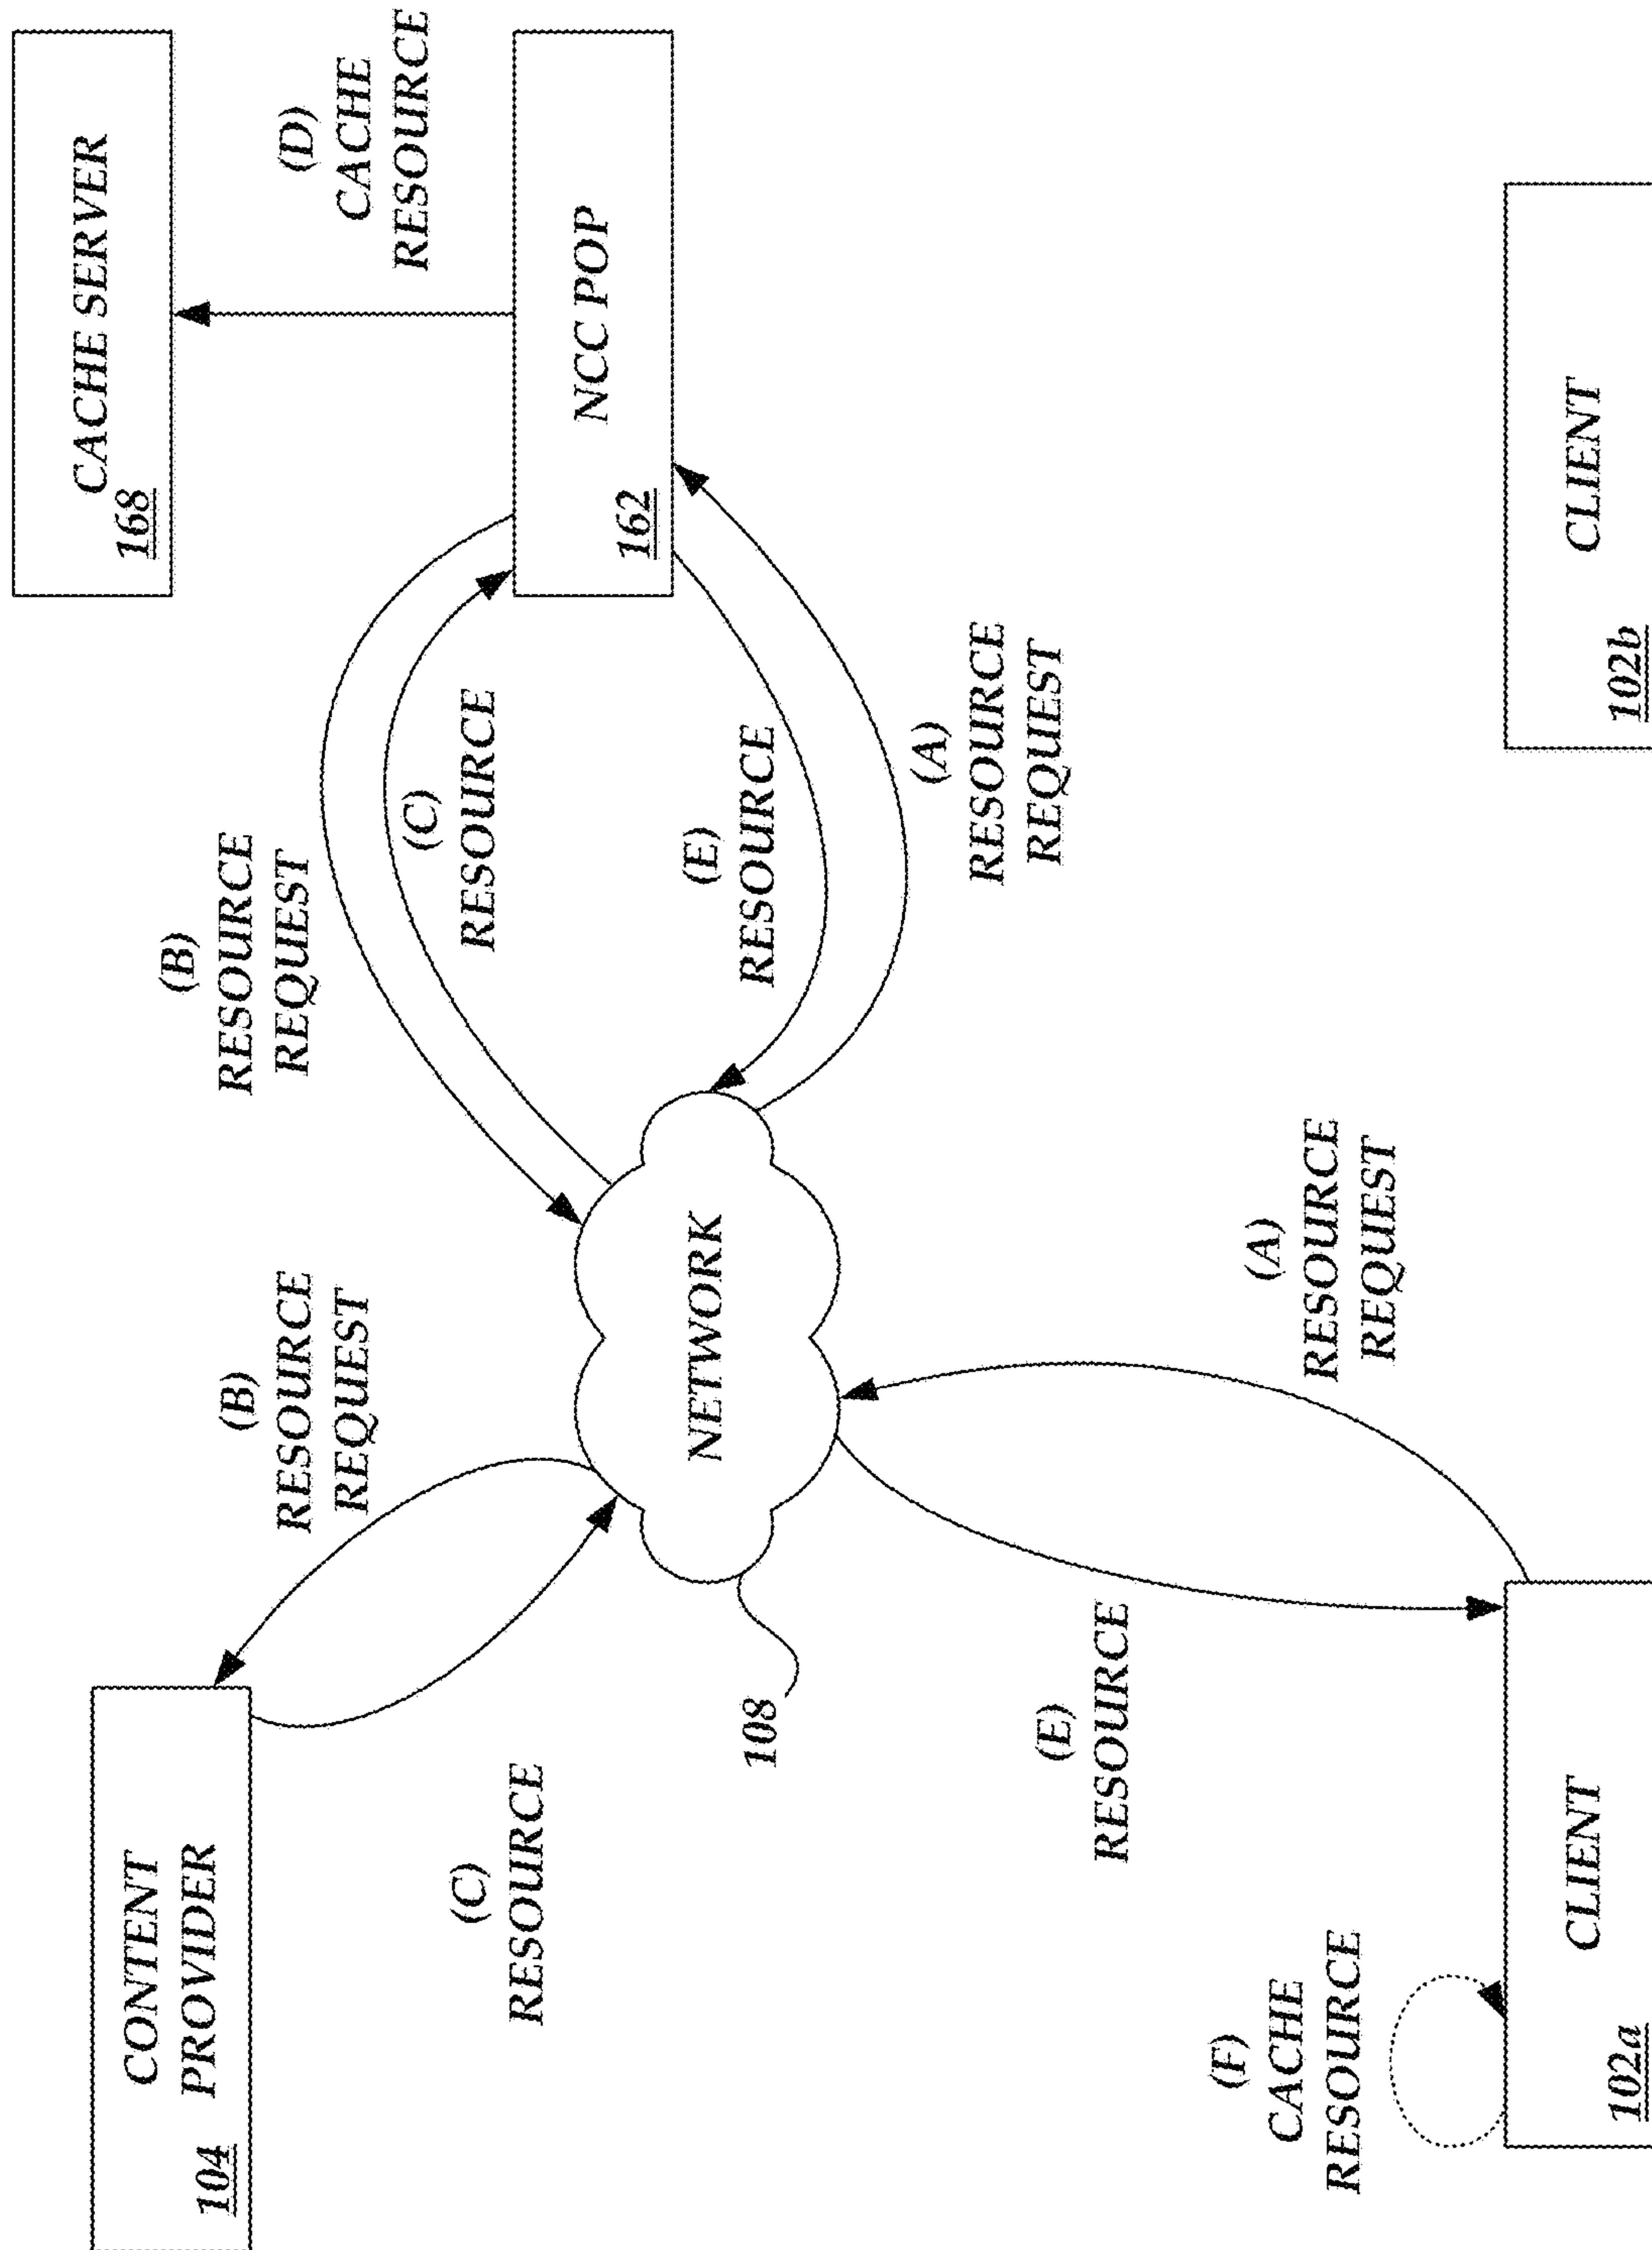 CONTENT
PROVIDER
104
(B)
RESOURCE
REQUEST
(B)
RESOURCE
REQUEST
CACHE SERVER
168
(D)
CACHE
RESOURCE
(C)
RESOURCE
(C)
RESOURCE
NCC POP
162
NETWORK
108
(E)
RESOURCE
(A)
RESOURCE
REQUEST
(E)
RESOURCE
(A)
RESOURCE
REQUEST
(F)
CACHE
RESOURCE
CLIENT
102a
CLIENT
102b